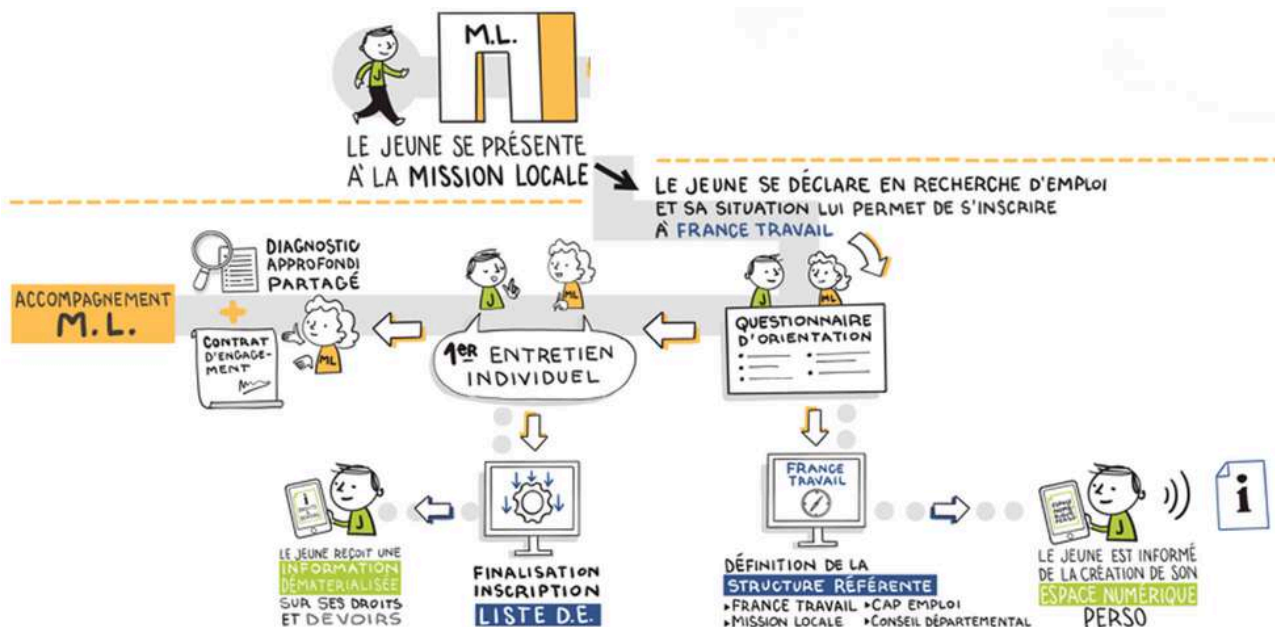 M.L.
J
LE JEUNE SE PRÉSENTE
À LA MISSION LOCALE
LE JEUNE SE DÉCLARE EN RECHERCHE D'EMPLOI
ET SA SITUATION LUI PERMET DE S'INSCRIRE
À FRANCE TRAVAIL
J
ML
QUESTIONNAIRE
D'ORIENTATION
J
ML
1ER ENTRETIEN
INDIVIDUEL
DIAGNOSTIC
APPROFONDI
PARTAGÉ
+
CONTRAT
D'ENGAGE-
MENT
ML
ACCOMPAGNEMENT
M.L.
FRANCE
TRAVAIL
DÉFINITION DE LA
STRUCTURE RÉFÉRENTE
▸FRANCE TRAVAIL ▸CAP EMPLOI
▸MISSION LOCALE ▸CONSEIL DÉPARTEMENTAL
J
i
LE JEUNE EST INFORMÉ
DE LA CRÉATION DE SON
ESPACE NUMÉRIQUE
PERSO
FINALISATION
INSCRIPTION
LISTE D.E.
i
J
LE JEUNE REÇOIT UNE
INFORMATION
DÉMATERIALISÉE
SUR SES DROITS
ET DEVOIRS